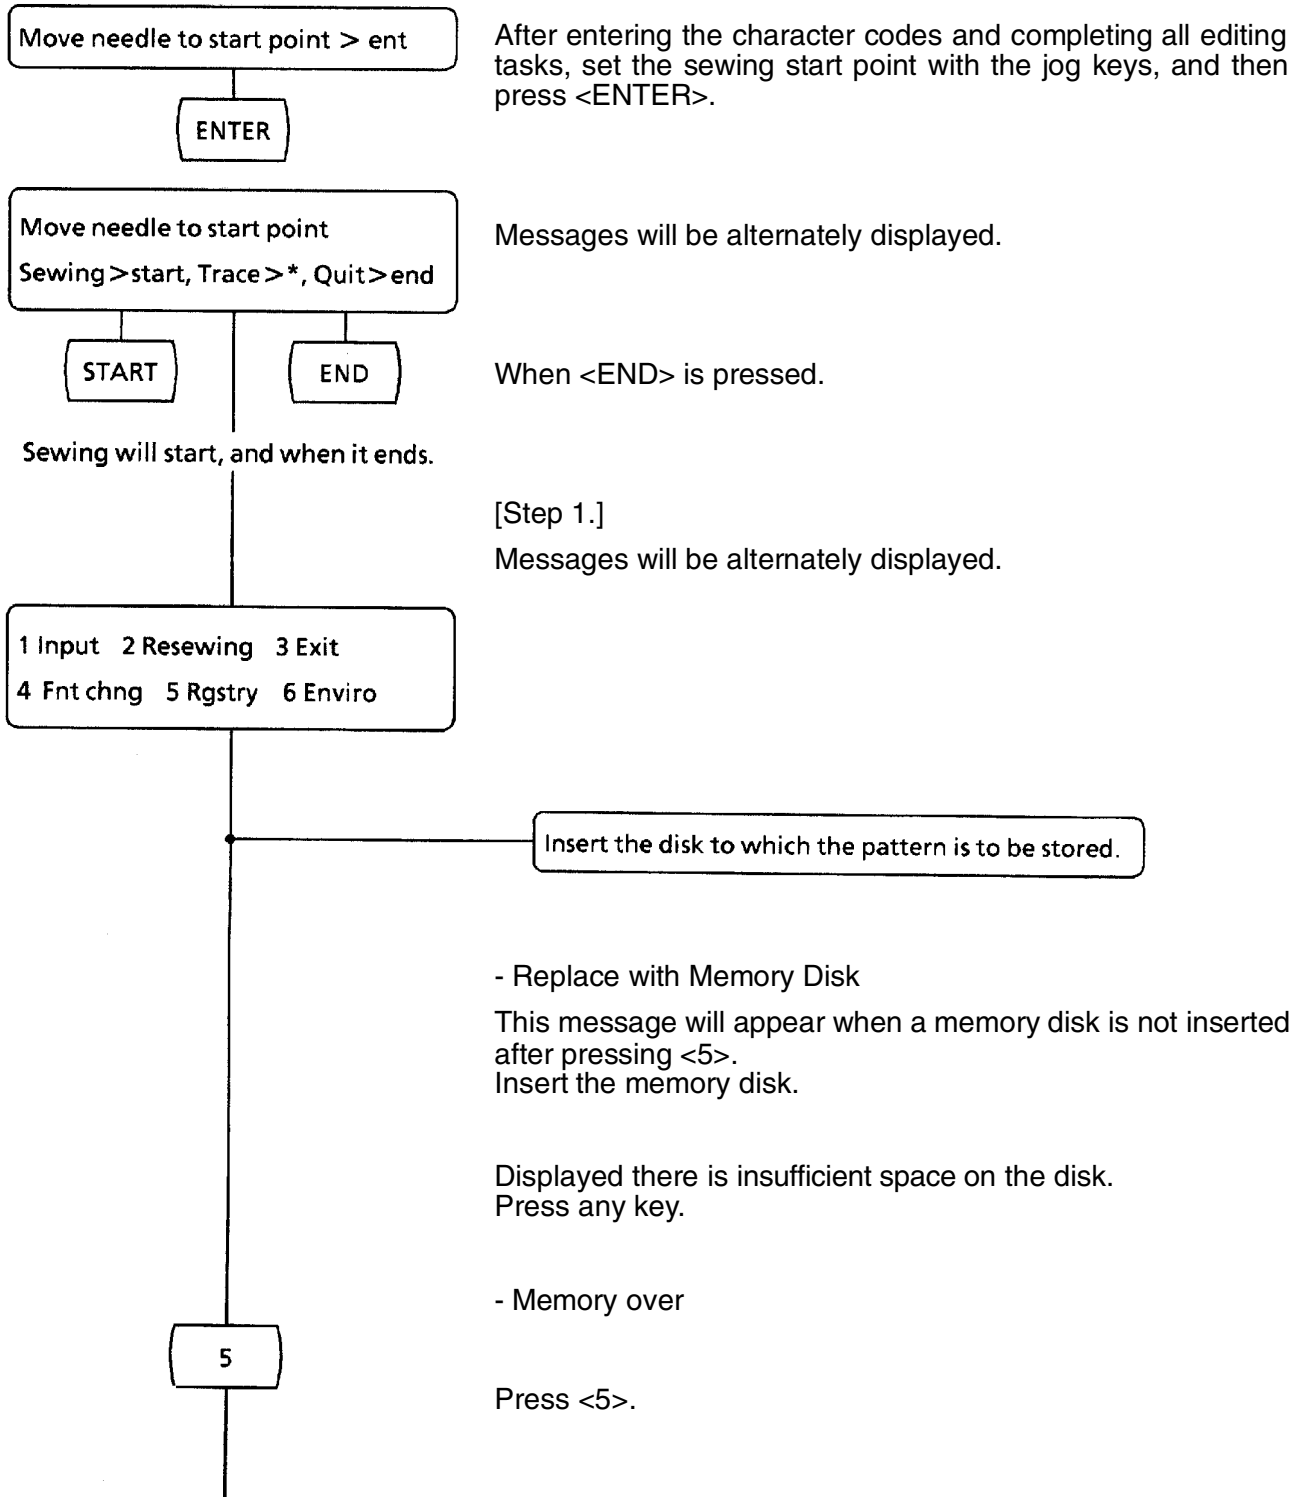 Move needle to start point > ent
After entering the character codes and completing all editing
tasks, set the sewing start point with the jog keys, and then
press <ENTER>.
ENTER
Move needle to start point
Sewing>start, Trace>*, Quit>end
Messages will be alternately displayed.
START
END
When <END> is pressed.
Sewing will start, and when it ends.
[Step 1.]
Messages will be alternately displayed.
1 Input 2 Resewing 3 Exit
4 Fnt chng 5 Rgstry 6 Enviro
Insert the disk to which the pattern is to be stored.
- Replace with Memory Disk
This message will appear when a memory disk is not inserted
after pressing <5>.
Insert the memory disk.
Displayed there is insufficient space on the disk.
Press any key.
- Memory over
5
Press <5>.